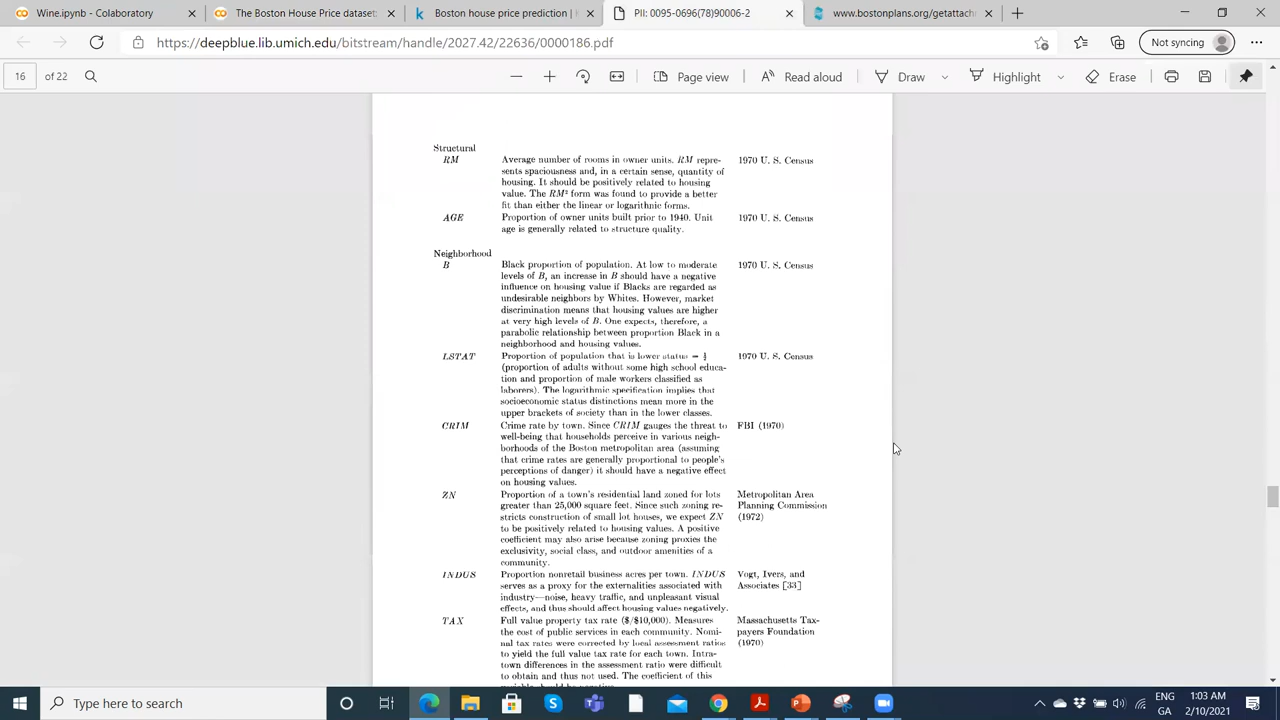 Wine.ipynb - Colaboratory
The Boston House Price dataset
Boston house price prediction |
PII: 0095-0696(78)90006-2
www.bostonplans.org/getattach
https://deepblue.lib.umich.edu/bitstream/handle/2027.42/22636/0000186.pdf
Not syncing
16 of 22
Page view
Read aloud
Draw
Highlight
Erase
Structural
RM Average number of rooms in owner units. RM repre- 1970 U. S. Census
sents spaciousness and, in a certain sense, quantity of
housing. It should be positively related to housing
value. The RM² form was found to provide a better
fit than either the linear or logarithmic forms.
AGE Proportion of owner units built prior to 1940. Unit 1970 U. S. Census
age is generally related to structure quality.
Neighborhood
B Black proportion of population. At low to moderate 1970 U. S. Census
levels of B, an increase in B should have a negative
influence on housing value if Blacks are regarded as
undesirable neighbors by Whites. However, market
discrimination means that housing values are higher
at very high levels of B. One expects, therefore, a
parabolic relationship between proportion Black in a
neighborhood and housing values.
LSTAT Proportion of population that is lower status = ½ 1970 U. S. Census
(proportion of adults without some high school educa-
tion and proportion of male workers classified as
laborers). The logarithmic specification implies that
socioeconomic status distinctions mean more in the
upper brackets of society than in the lower classes.
CRIM Crime rate by town. Since CRIM gauges the threat to FBI (1970)
well-being that households perceive in various neigh-
borhoods of the Boston metropolitan area (assuming
that crime rates are generally proportional to people's
perceptions of danger) it should have a negative effect
on housing values.
ZN Proportion of a town's residential land zoned for lots Metropolitan Area
greater than 25,000 square feet. Since such zoning re- Planning Commission
stricts construction of small lot houses, we expect ZN (1972)
to be positively related to housing values. A positive
coefficient may also arise because zoning proxies the
exclusivity, social class, and outdoor amenities of a
community.
INDUS Proportion nonretail business acres per town. INDUS Vogt, Ivers, and
serves as a proxy for the externalities associated with Associates [33]
industry—noise, heavy traffic, and unpleasant visual
effects, and thus should affect housing values negatively.
TAX Full value property tax rate ($/$10,000). Measures Massachusetts Tax-
the cost of public services in each community. Nomi- payers Foundation
nal tax rates were corrected by local assessment ratios (1970)
to yield the full value tax rate for each town. Intra-
town differences in the assessment ratio were difficult
to obtain and thus not used. The coefficient of this
Type here to search
ENG
GA
1:03 AM
2/10/2021